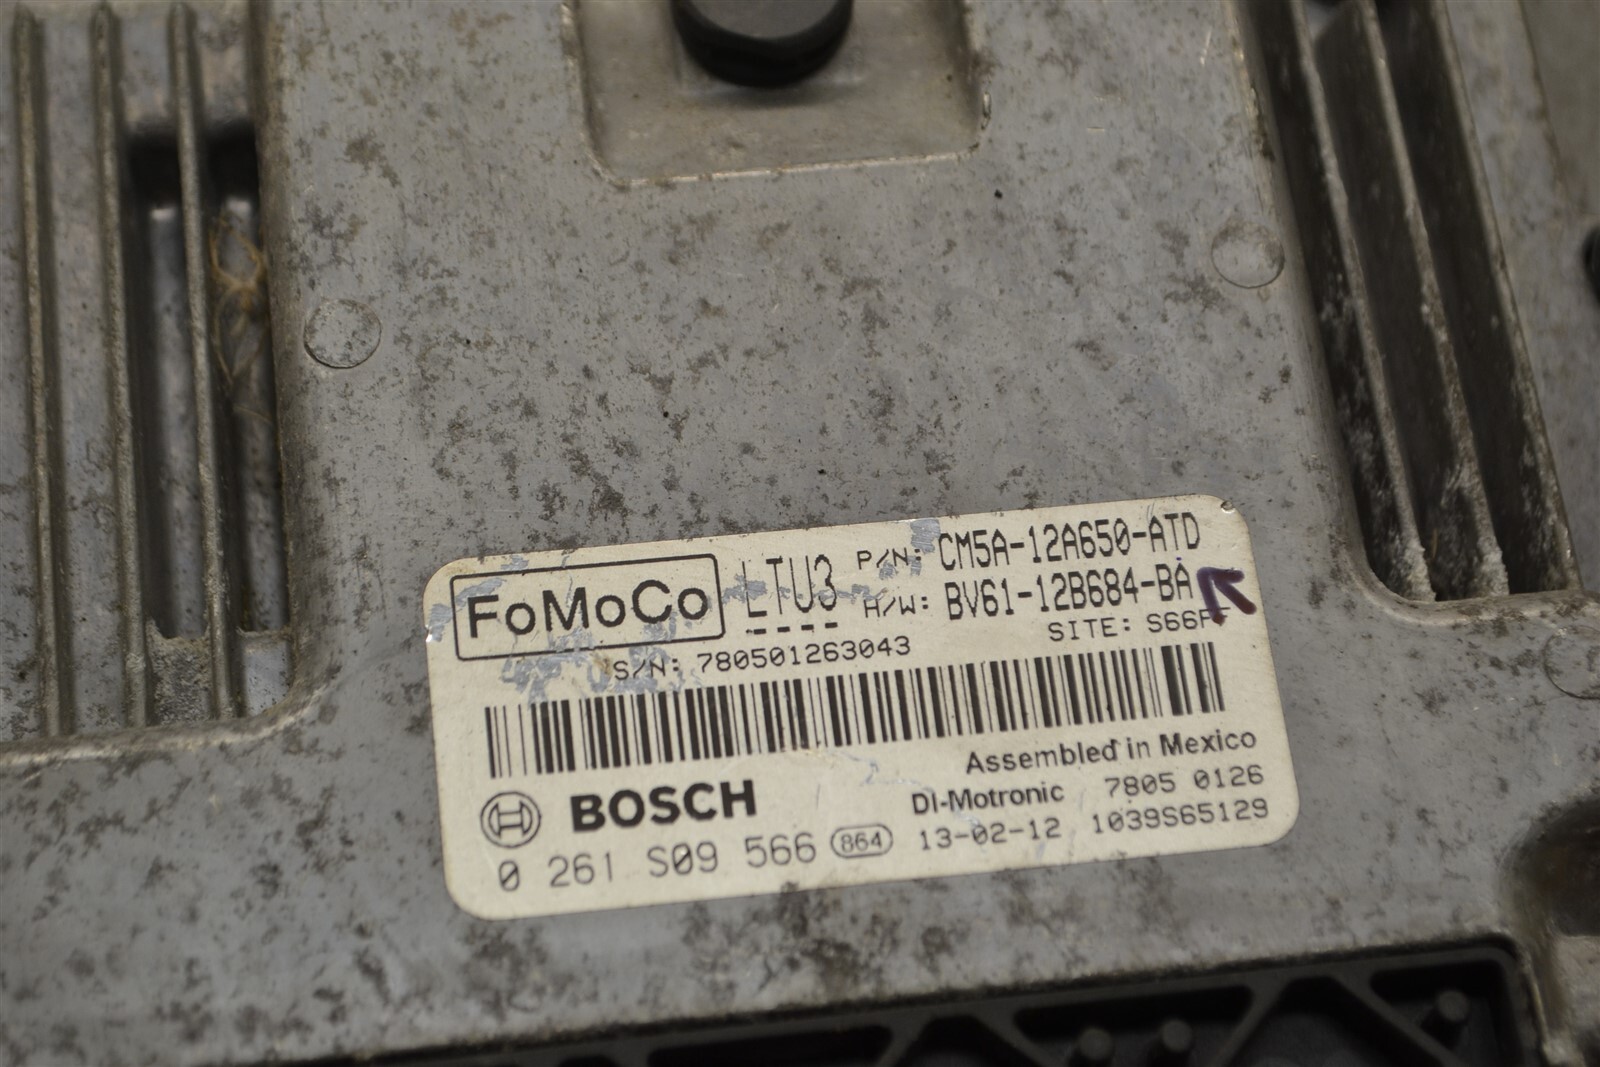 FoMoCo LTU3 P/N: CM5A-12A650-ATD
H/W: BV61-12B684-BA
S/N: 780501263043 SITE: S66F
Assembled in Mexico
BOSCH DI-Motronic 7805 0126
0 261 S09 566 864 13-02-12 1039S65129